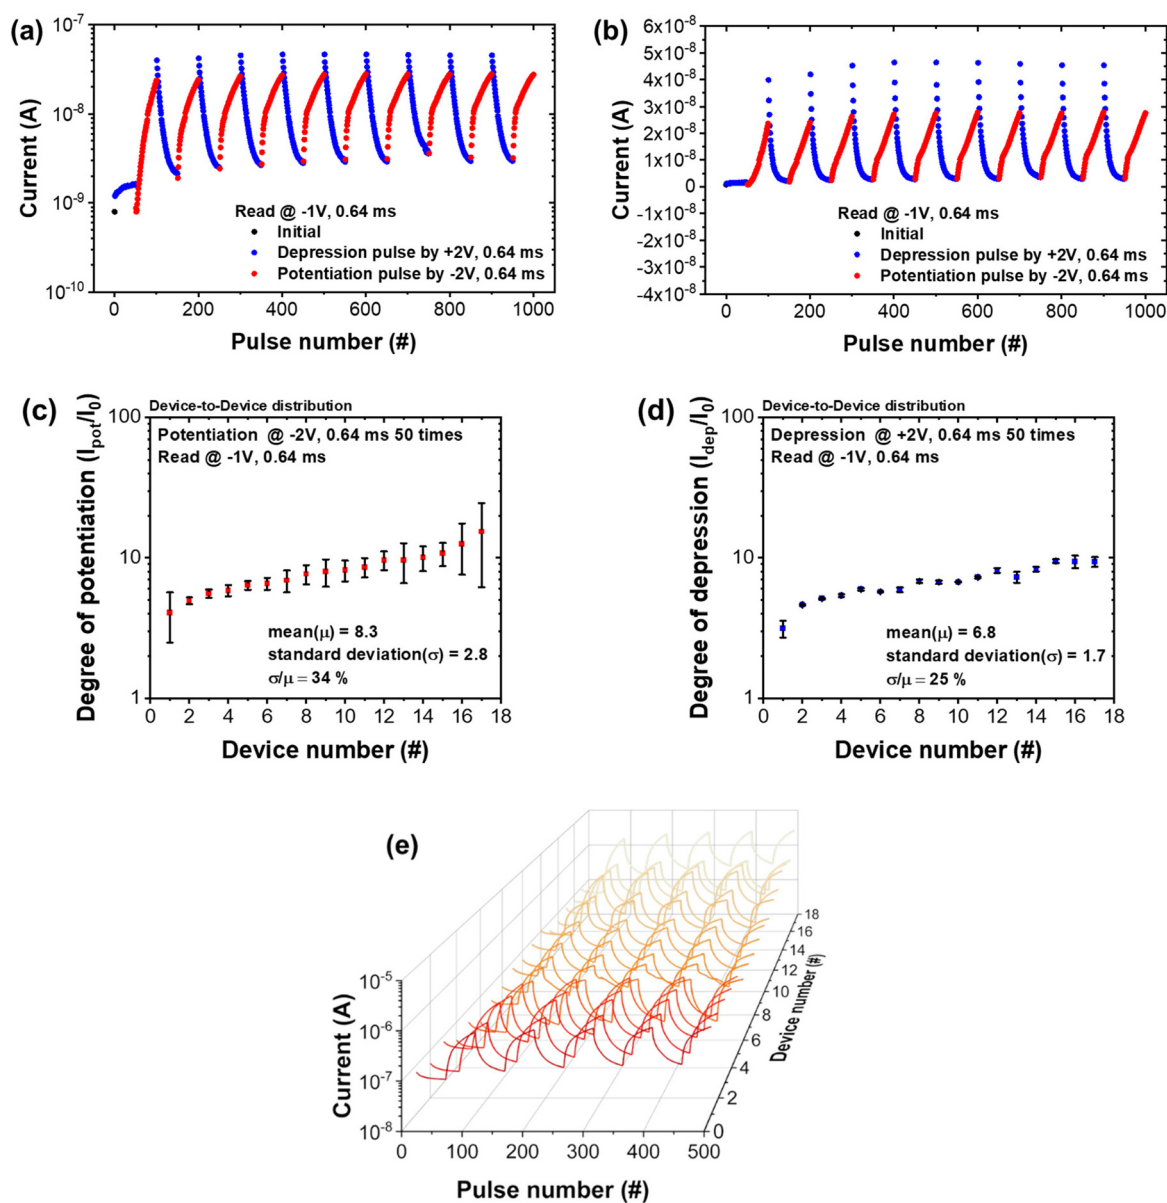 (a)
10⁻⁷
10⁻⁸
10⁻⁹
10⁻¹⁰
Current (A)
Read @ -1V, 0.64 ms
Initial
Depression pulse by +2V, 0.64 ms
Potentiation pulse by -2V, 0.64 ms
0 200 400 600 800 1000
Pulse number (#)
(b)
6x10⁻⁸
5x10⁻⁸
4x10⁻⁸
3x10⁻⁸
2x10⁻⁸
1x10⁻⁸
0
-1x10⁻⁸
-2x10⁻⁸
-3x10⁻⁸
-4x10⁻⁸
Current (A)
Read @ -1V, 0.64 ms
Initial
Depression pulse by +2V, 0.64 ms
Potentiation pulse by -2V, 0.64 ms
0 200 400 600 800 1000
Pulse number (#)
(c)
Device-to-Device distribution
100
10
1
Degree of potentiation (I_pot/I_0)
Potentiation @ -2V, 0.64 ms 50 times
Read @ -1V, 0.64 ms
mean(μ) = 8.3
standard deviation(σ) = 2.8
σ/μ = 34 %
0 2 4 6 8 10 12 14 16 18
Device number (#)
(d)
Device-to-Device distribution
100
10
1
Degree of depression (I_dep/I_0)
Depression @ +2V, 0.64 ms 50 times
Read @ -1V, 0.64 ms
mean(μ) = 6.8
standard deviation(σ) = 1.7
σ/μ = 25 %
0 2 4 6 8 10 12 14 16 18
Device number (#)
(e)
10⁻⁵
10⁻⁶
10⁻⁷
10⁻⁸
Current (A)
0 100 200 300 400 500
Pulse number (#)
18
16
14
12
10
8
6
4
2
0
Device number (#)